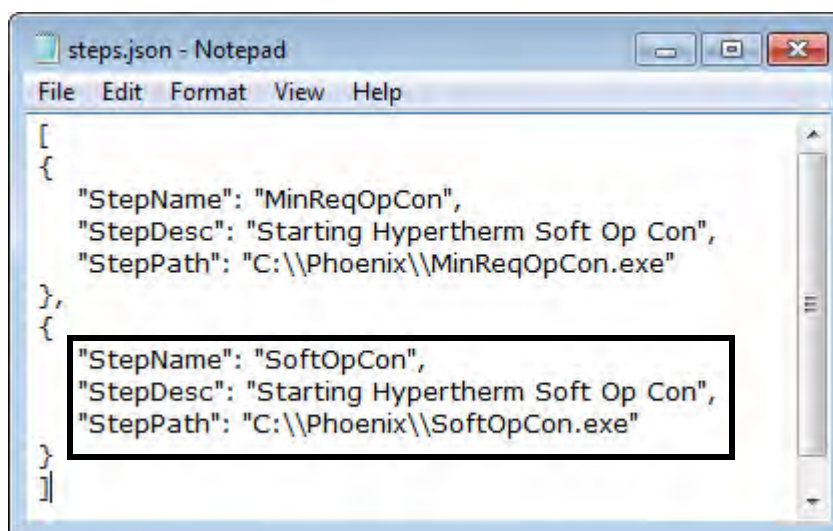 steps.json - Notepad
File Edit Format View Help
[
{
"StepName": "MinReqOpCon",
"StepDesc": "Starting Hypertherm Soft Op Con",
"StepPath": "C:\\Phoenix\\MinReqOpCon.exe"
},
{
"StepName": "SoftOpCon",
"StepDesc": "Starting Hypertherm Soft Op Con",
"StepPath": "C:\\Phoenix\\SoftOpCon.exe"
}
]